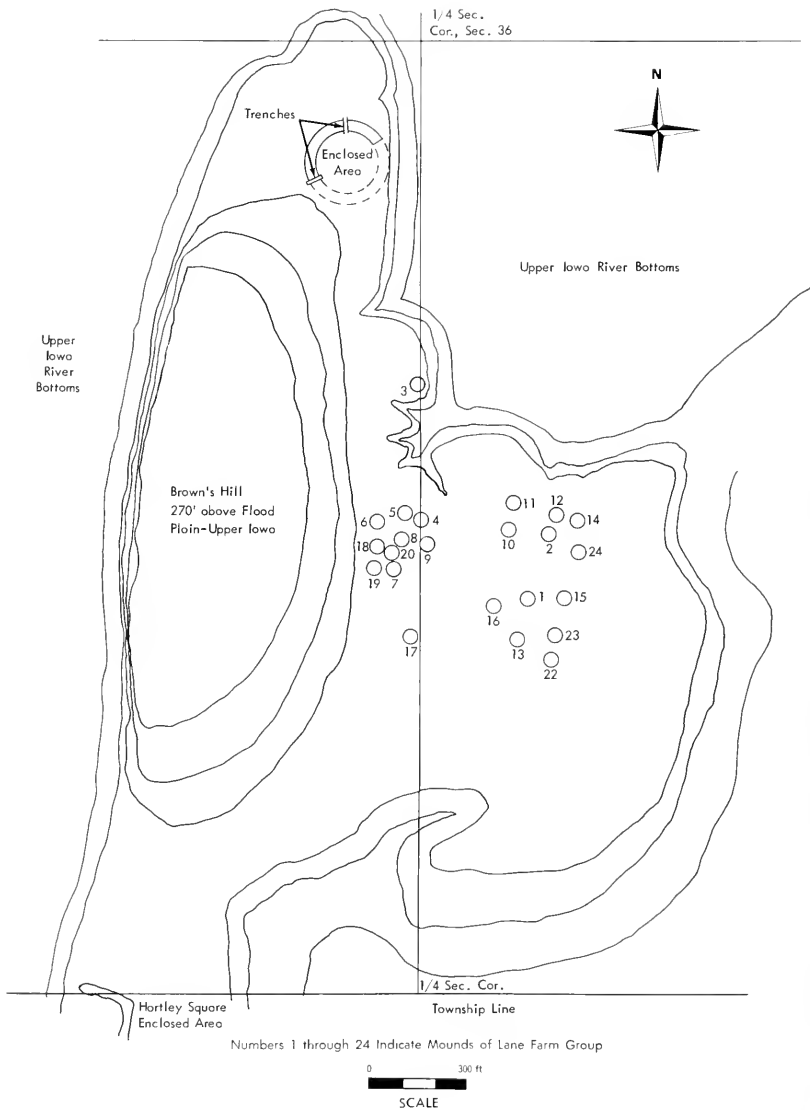 1/4 Sec.
Cor., Sec. 36
N
Trenches
Enclosed
Area
Upper Iowa River Bottoms
Upper
Iowa
River
Bottoms
3
Brown's Hill
270' above Flood
Plain-Upper Iowa
11
12
5
4
14
6
10
2
8
9
18
20
24
19
7
1
15
16
17
13
23
22
1/4 Sec. Cor.
Hartley Square
Enclosed Area
Township Line
Numbers 1 through 24 Indicate Mounds of Lane Farm Group
0
300 ft
SCALE